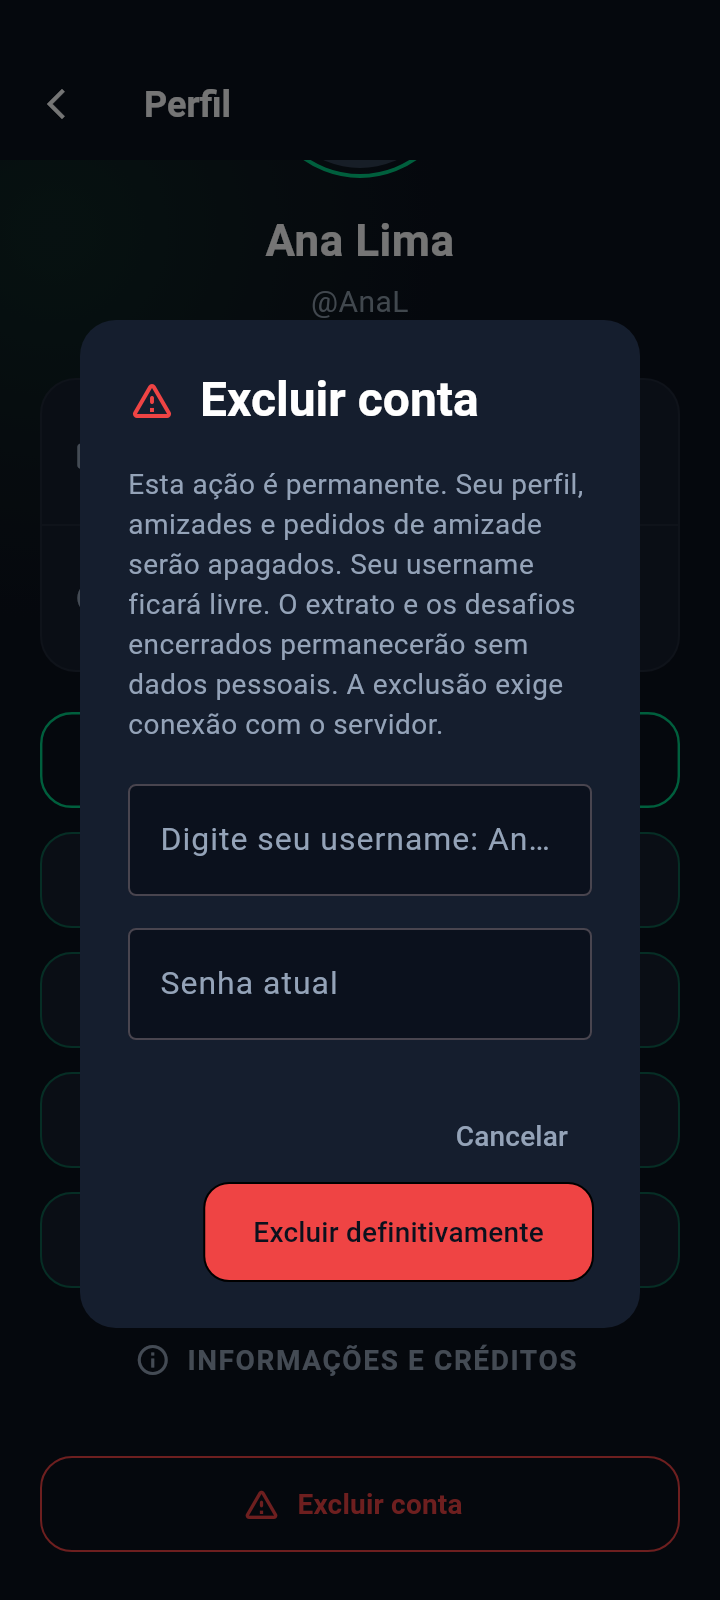 Perfil
Ana Lima
@AnaL
Excluir conta
Esta ação é permanente. Seu perfil,
amizades e pedidos de amizade
serão apagados. Seu username
ficará livre. O extrato e os desafios
encerrados permanecerão sem
dados pessoais. A exclusão exige
conexão com o servidor.
Digite seu username: An…
Senha atual
Cancelar
Excluir definitivamente
INFORMAÇÕES E CRÉDITOS
Excluir conta